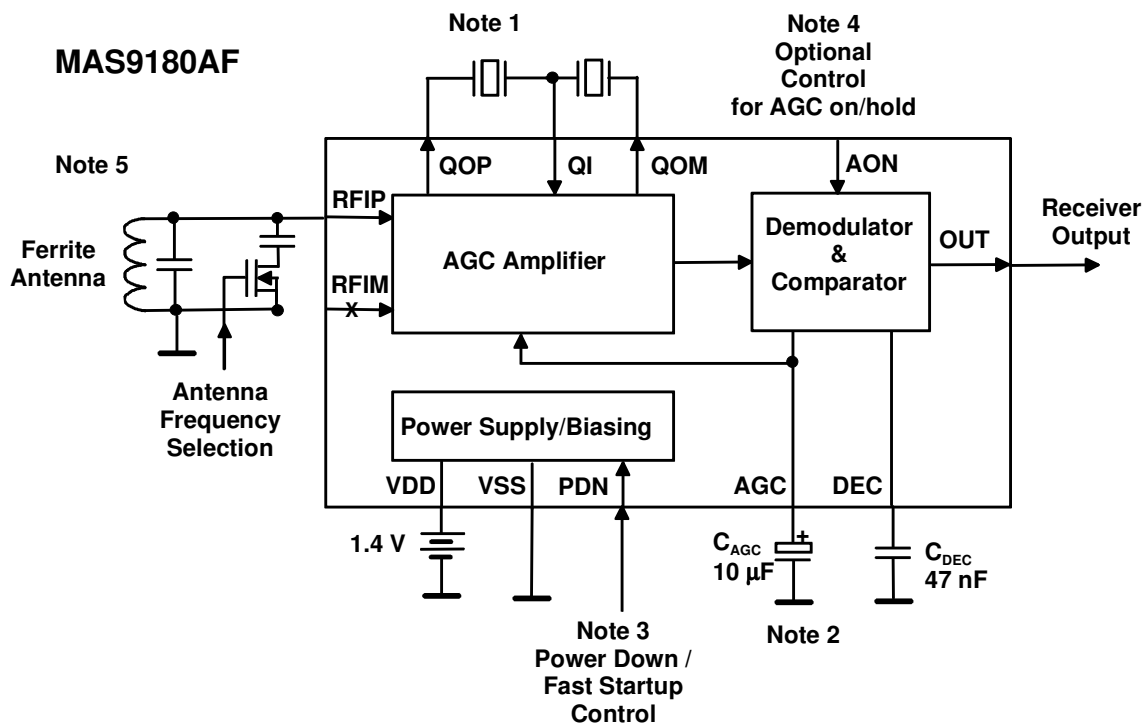 MAS9180AF
Note 1
Note 4
Optional
Control
for AGC on/hold
Note 5
QOP
QI
QOM
AON
RFIP
RFIM
x
Ferrite
Antenna
AGC Amplifier
Demodulator
&
Comparator
OUT
Receiver
Output
Antenna
Frequency
Selection
Power Supply/Biasing
VDD
VSS
PDN
AGC
DEC
1.4 V
+
CAGC
10 µF
CDEC
47 nF
Note 2
Note 3
Power Down /
Fast Startup
Control